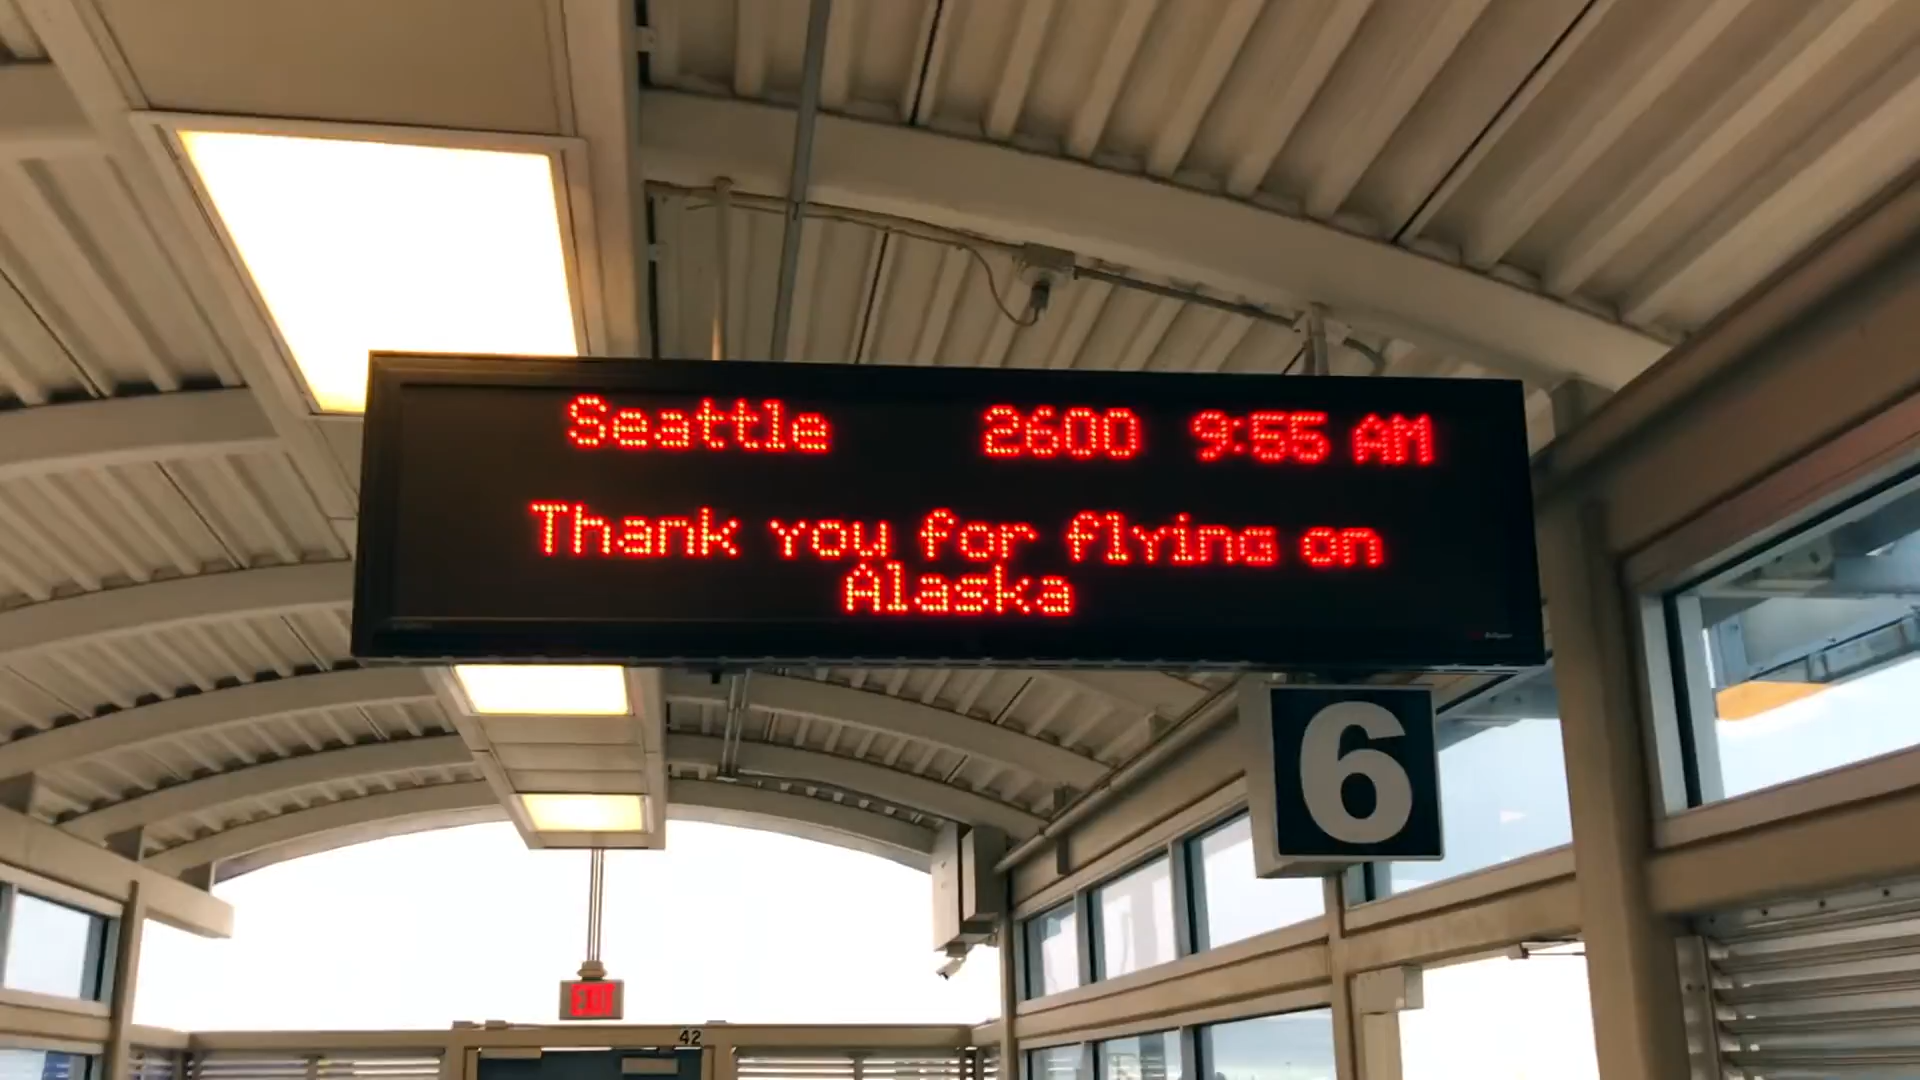 Seattle 2600 9:55 AM
Thank you for flying on
Alaska
6
EXIT
42